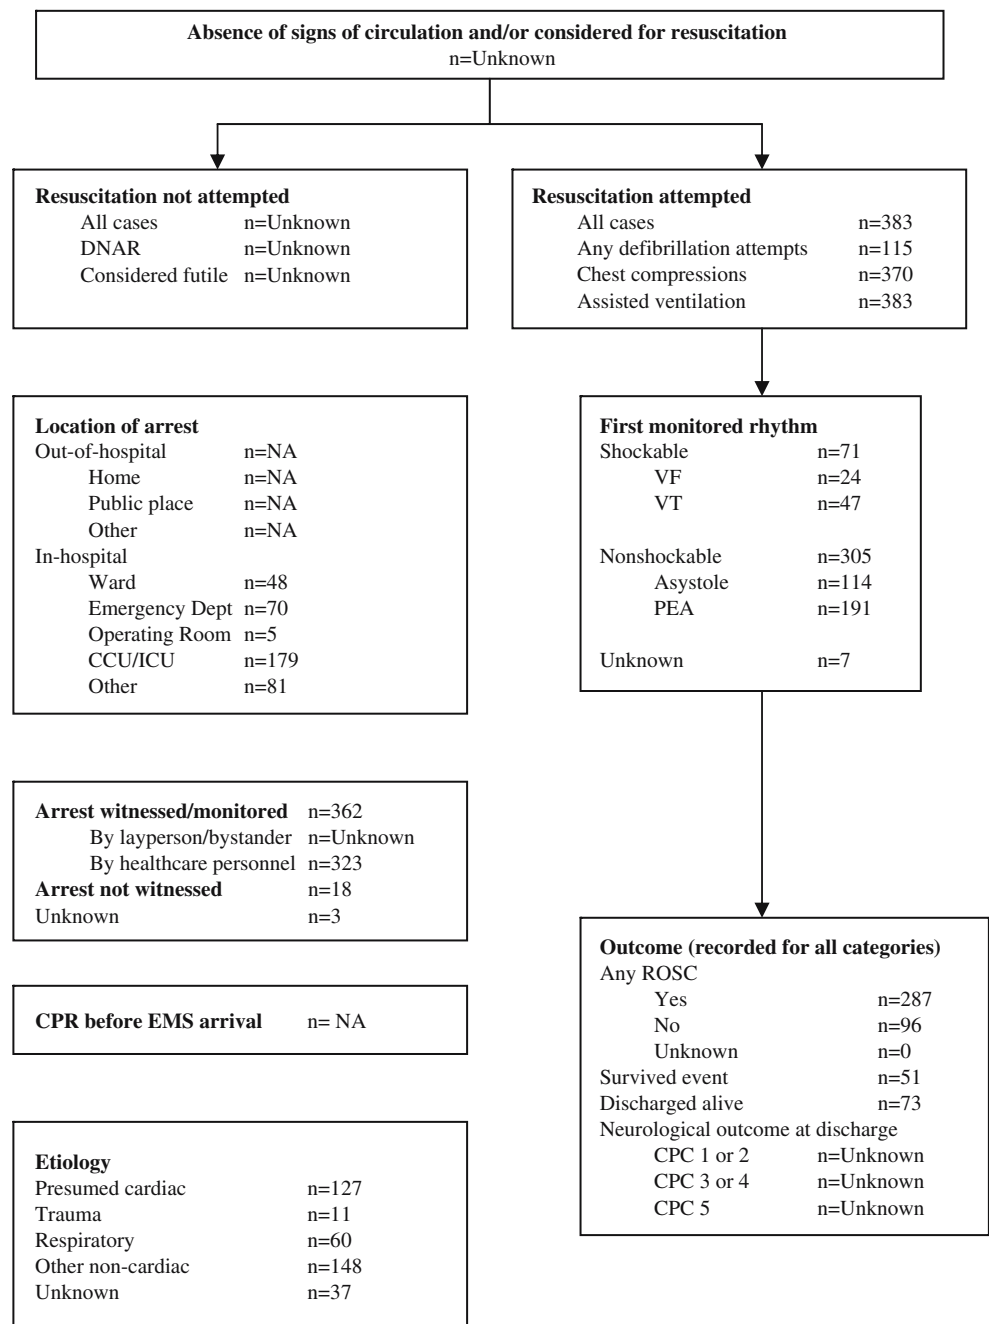 Absence of signs of circulation and/or considered for resuscitation
n=Unknown
Resuscitation not attempted
All cases n=Unknown
DNAR n=Unknown
Considered futile n=Unknown
Resuscitation attempted
All cases n=383
Any defibrillation attempts n=115
Chest compressions n=370
Assisted ventilation n=383
Location of arrest
Out-of-hospital n=NA
Home n=NA
Public place n=NA
Other n=NA
In-hospital
Ward n=48
Emergency Dept n=70
Operating Room n=5
CCU/ICU n=179
Other n=81
First monitored rhythm
Shockable n=71
VF n=24
VT n=47
Nonshockable n=305
Asystole n=114
PEA n=191
Unknown n=7
Arrest witnessed/monitored n=362
By layperson/bystander n=Unknown
By healthcare personnel n=323
Arrest not witnessed n=18
Unknown n=3
CPR before EMS arrival n= NA
Etiology
Presumed cardiac n=127
Trauma n=11
Respiratory n=60
Other non-cardiac n=148
Unknown n=37
Outcome (recorded for all categories)
Any ROSC
Yes n=287
No n=96
Unknown n=0
Survived event n=51
Discharged alive n=73
Neurological outcome at discharge
CPC 1 or 2 n=Unknown
CPC 3 or 4 n=Unknown
CPC 5 n=Unknown